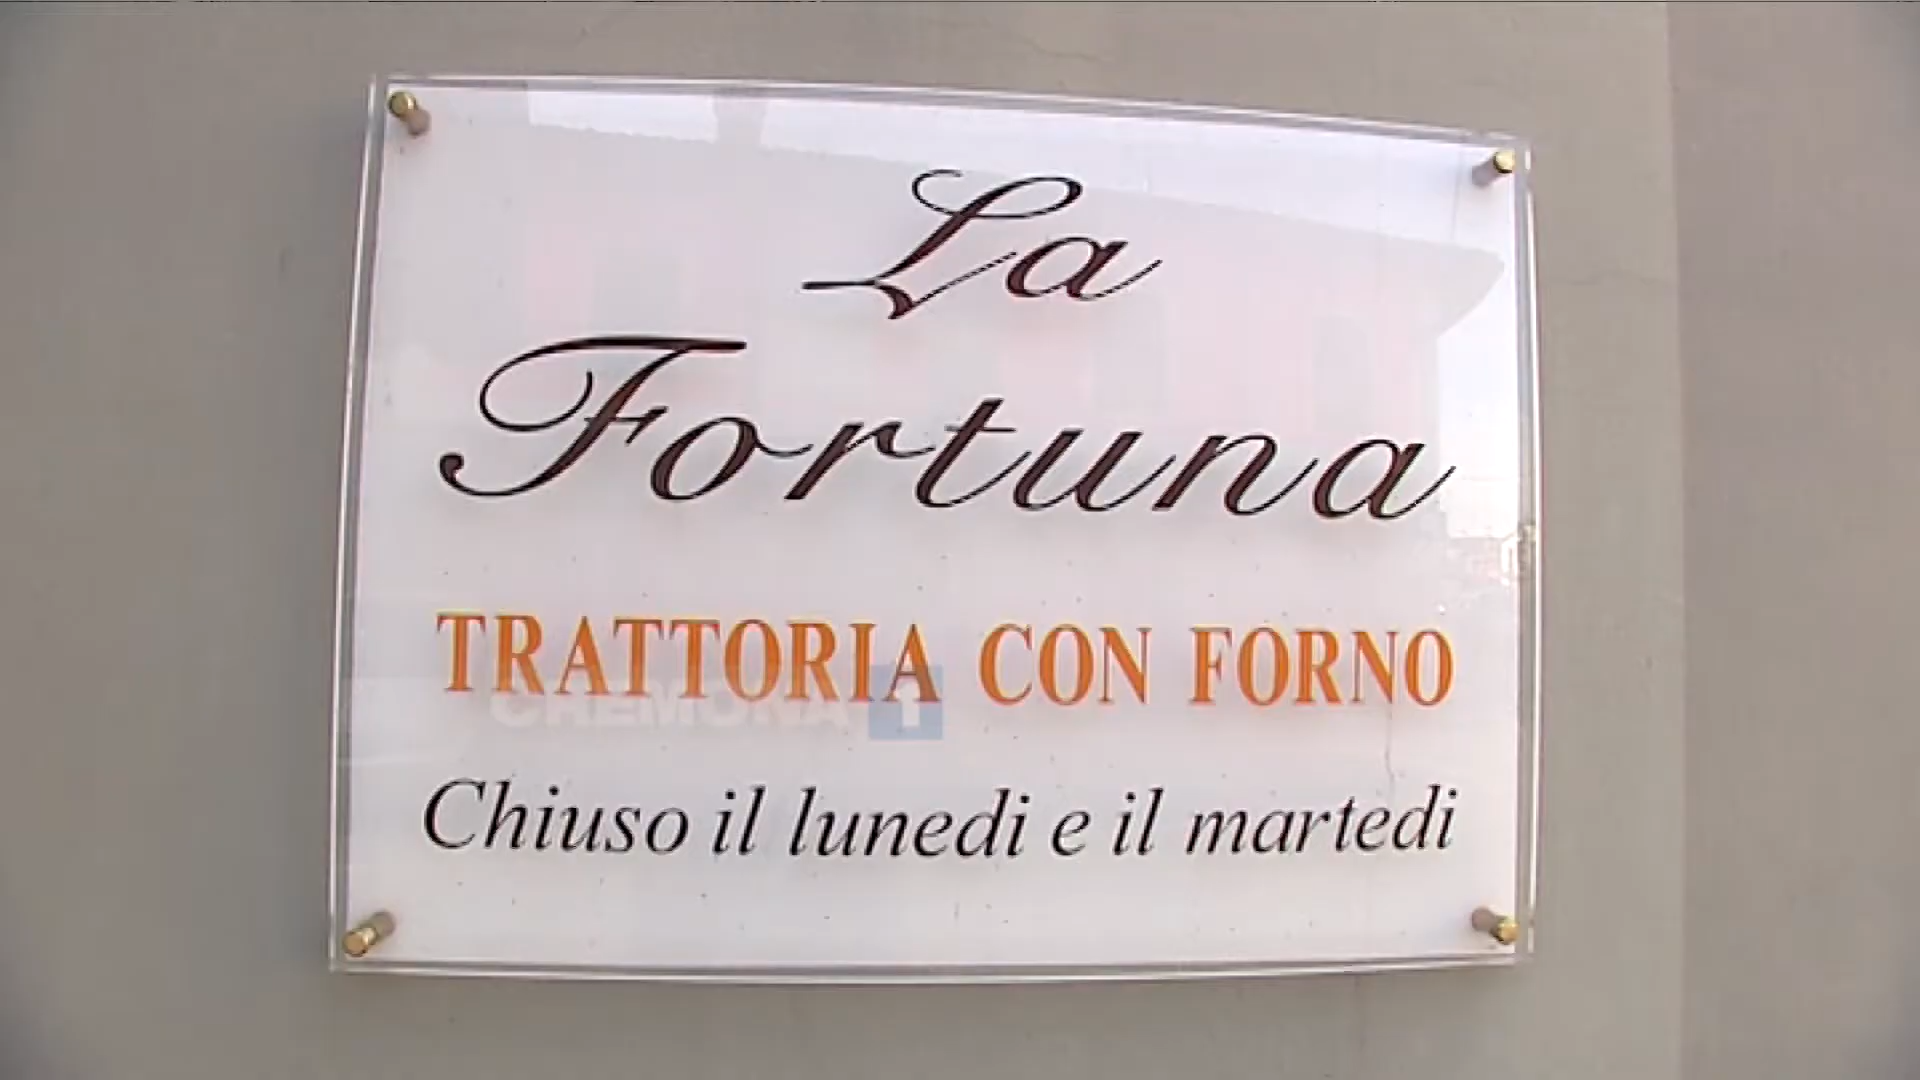 La
Fortuna
TRATTORIA CON FORNO
CREMONA 1
Chiuso il lunedi e il martedi